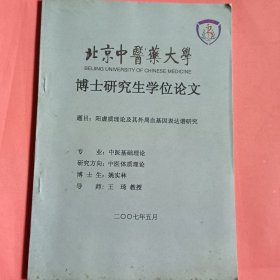 北京中醫藥大學
BEIJING UNIVERSITY OF CHINESE MEDICINE
博士研究生学位论文
题目：阳虚质理论及其外周血基因表达谱研究
专 业：中医基础理论
研究方向：中医体质理论
博 士 生：姚实林
导 师：王 琦 教授
二〇〇七年五月